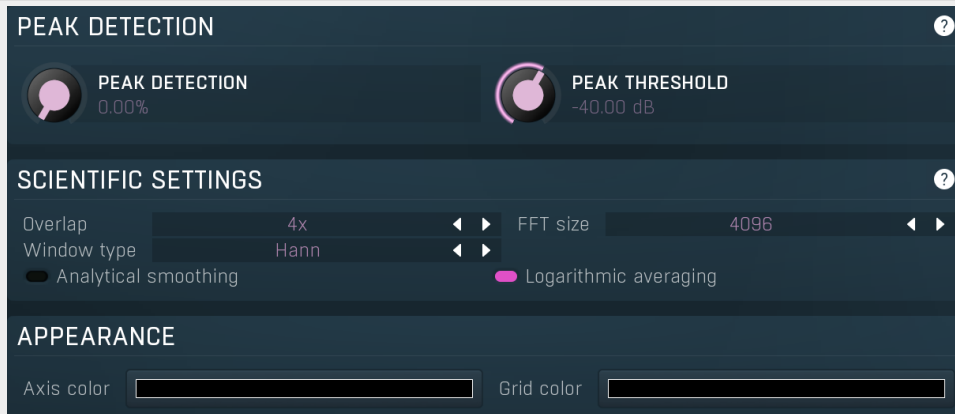 PEAK DETECTION ?
PEAK DETECTION PEAK THRESHOLD
0.00% -40.00 dB
SCIENTIFIC SETTINGS ?
Overlap 4x FFT size 4096
Window type Hann
Analytical smoothing Logarithmic averaging
APPEARANCE
Axis color Grid color